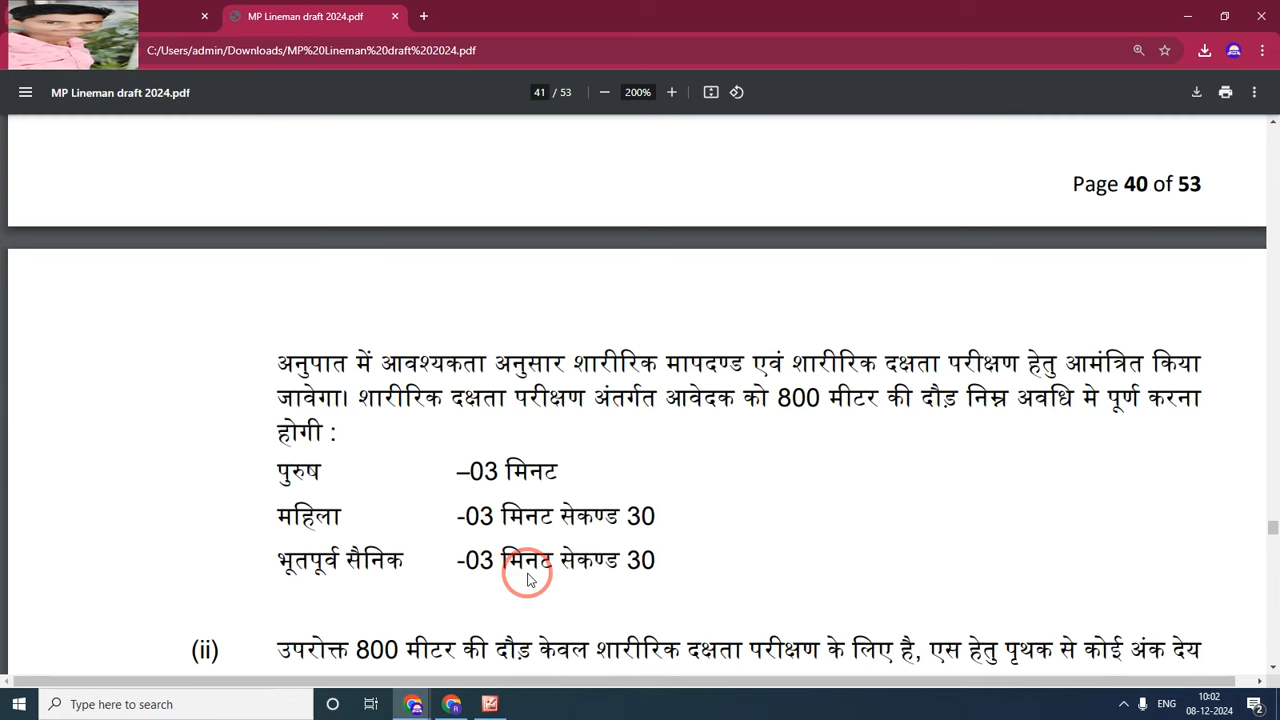 MP Lineman draft 2024.pdf
C:/Users/admin/Downloads/MP%20Lineman%20draft%202024.pdf
MP Lineman draft 2024.pdf 41 / 53 200%
Page 40 of 53
अनुपात में आवश्यकता अनुसार शारीरिक मापदण्ड एवं शारीरिक दक्षता परीक्षण हेतु आमंत्रित किया
जावेगा। शारीरिक दक्षता परीक्षण अंतर्गत आवेदक को 800 मीटर की दौड़ निम्न अवधि मे पूर्ण करना
होगी :
पुरुष –03 मिनट
महिला -03 मिनट सेकण्ड 30
भूतपूर्व सैनिक -03 मिनट सेकण्ड 30
(ii) उपरोक्त 800 मीटर की दौड़ केवल शारीरिक दक्षता परीक्षण के लिए है, एस हेतु पृथक से कोई अंक देय
Type here to search ENG 10:02
08-12-2024 2